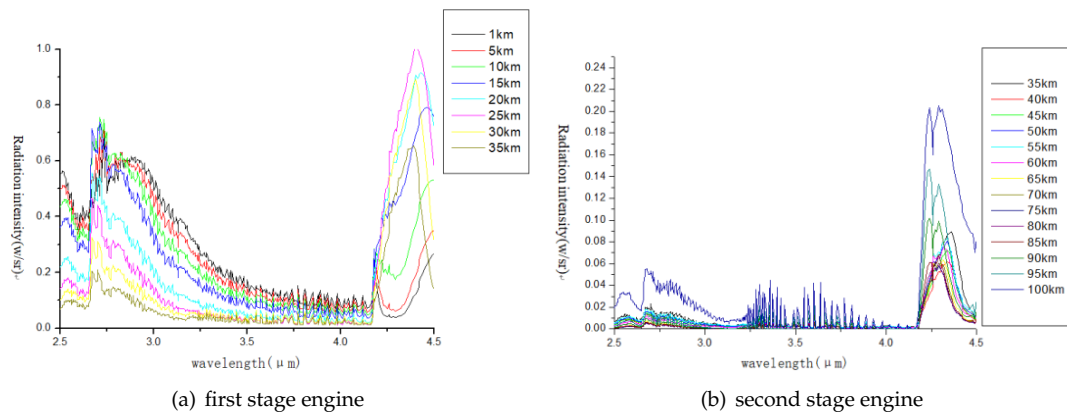 1.0
0.8
0.6
0.4
0.2
0.0
2.5
3.0
3.5
4.0
4.5
Radiation intensity(w/sr)↵
wavelength(μm)
1km
5km
10km
15km
20km
25km
30km
35km
(a) first stage engine
0.24
0.22
0.20
0.18
0.16
0.14
0.12
0.10
0.08
0.06
0.04
0.02
0.00
2.5
3.0
3.5
4.0
4.5
Radiation intensity(w/sr)↵
wavelength(μm)
35km
40km
45km
50km
55km
60km
65km
70km
75km
80km
85km
90km
95km
100km
(b) second stage engine